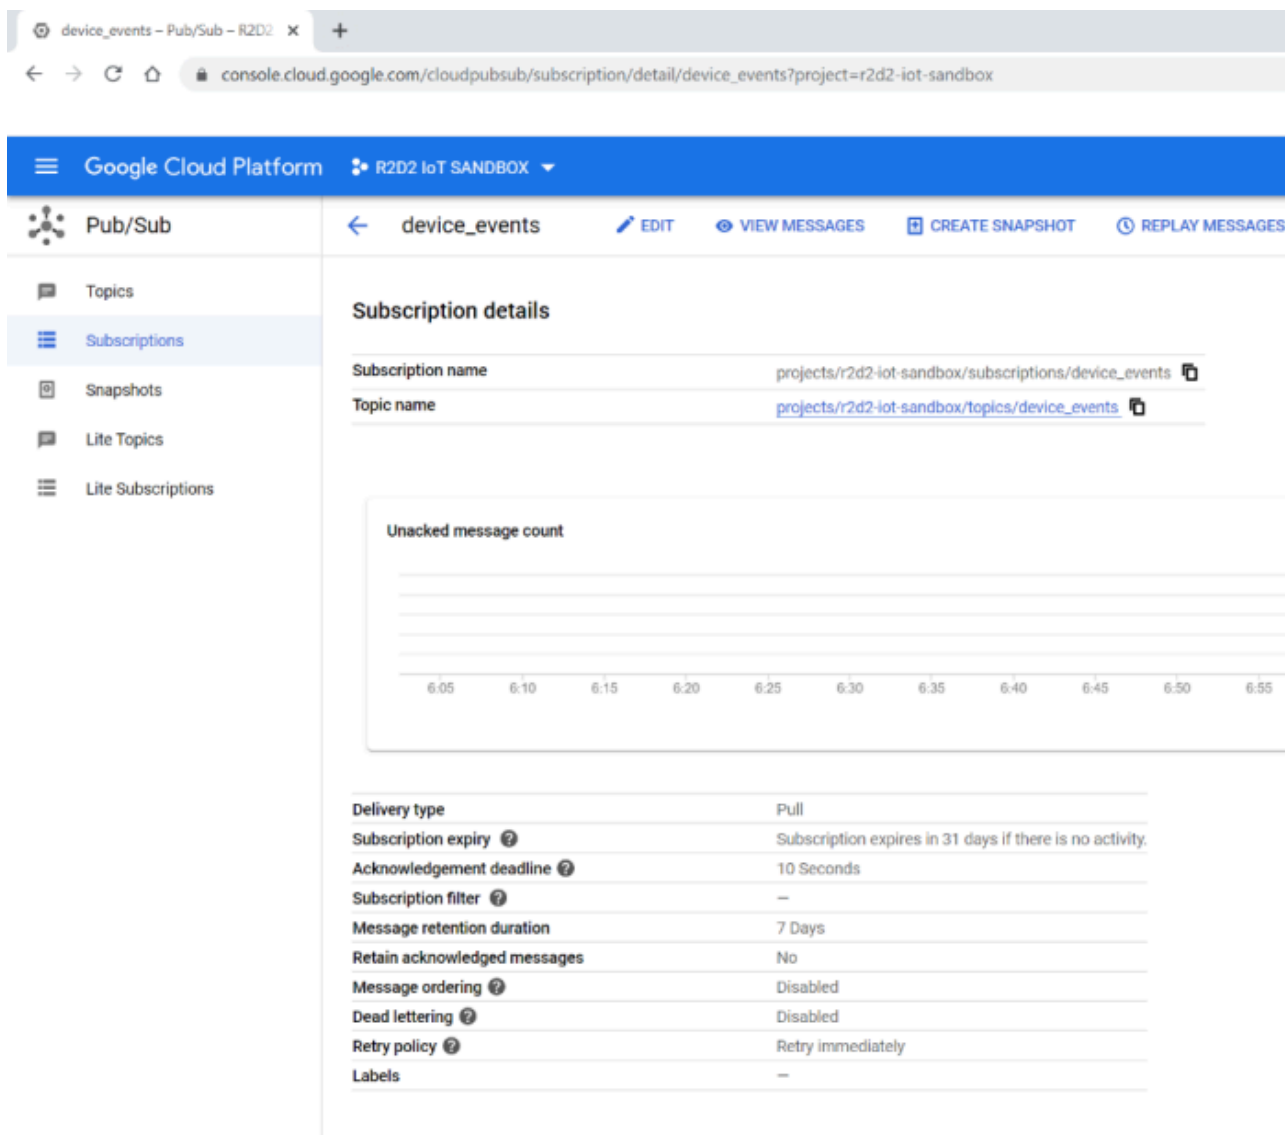 device_events – Pub/Sub – R2D2
console.cloud.google.com/cloudpubsub/subscription/detail/device_events?project=r2d2-iot-sandbox
Google Cloud Platform R2D2 IoT SANDBOX
Pub/Sub device_events EDIT VIEW MESSAGES CREATE SNAPSHOT REPLAY MESSAGES
Topics
Subscriptions
Snapshots
Lite Topics
Lite Subscriptions
Subscription details
Subscription name projects/r2d2-iot-sandbox/subscriptions/device_events
Topic name projects/r2d2-iot-sandbox/topics/device_events
Unacked message count
6:05 6:10 6:15 6:20 6:25 6:30 6:35 6:40 6:45 6:50 6:55
Delivery type Pull
Subscription expiry Subscription expires in 31 days if there is no activity.
Acknowledgement deadline 10 Seconds
Subscription filter —
Message retention duration 7 Days
Retain acknowledged messages No
Message ordering Disabled
Dead lettering Disabled
Retry policy Retry immediately
Labels —